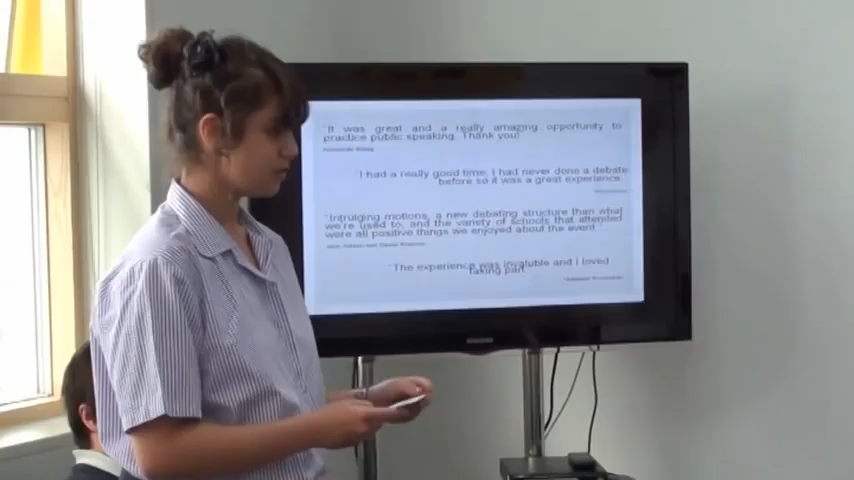 "It was great and a really amazing opportunity to
practice public speaking. Thank you!"
"I had a really good time; I had never done a debate
before so it was a great experience."
"Intruiging motions, a new debating structure than what
we're used to, and the variety of schools that attended
were all positive things we enjoyed about the event."
"The experience was invaluble and I loved
taking part"